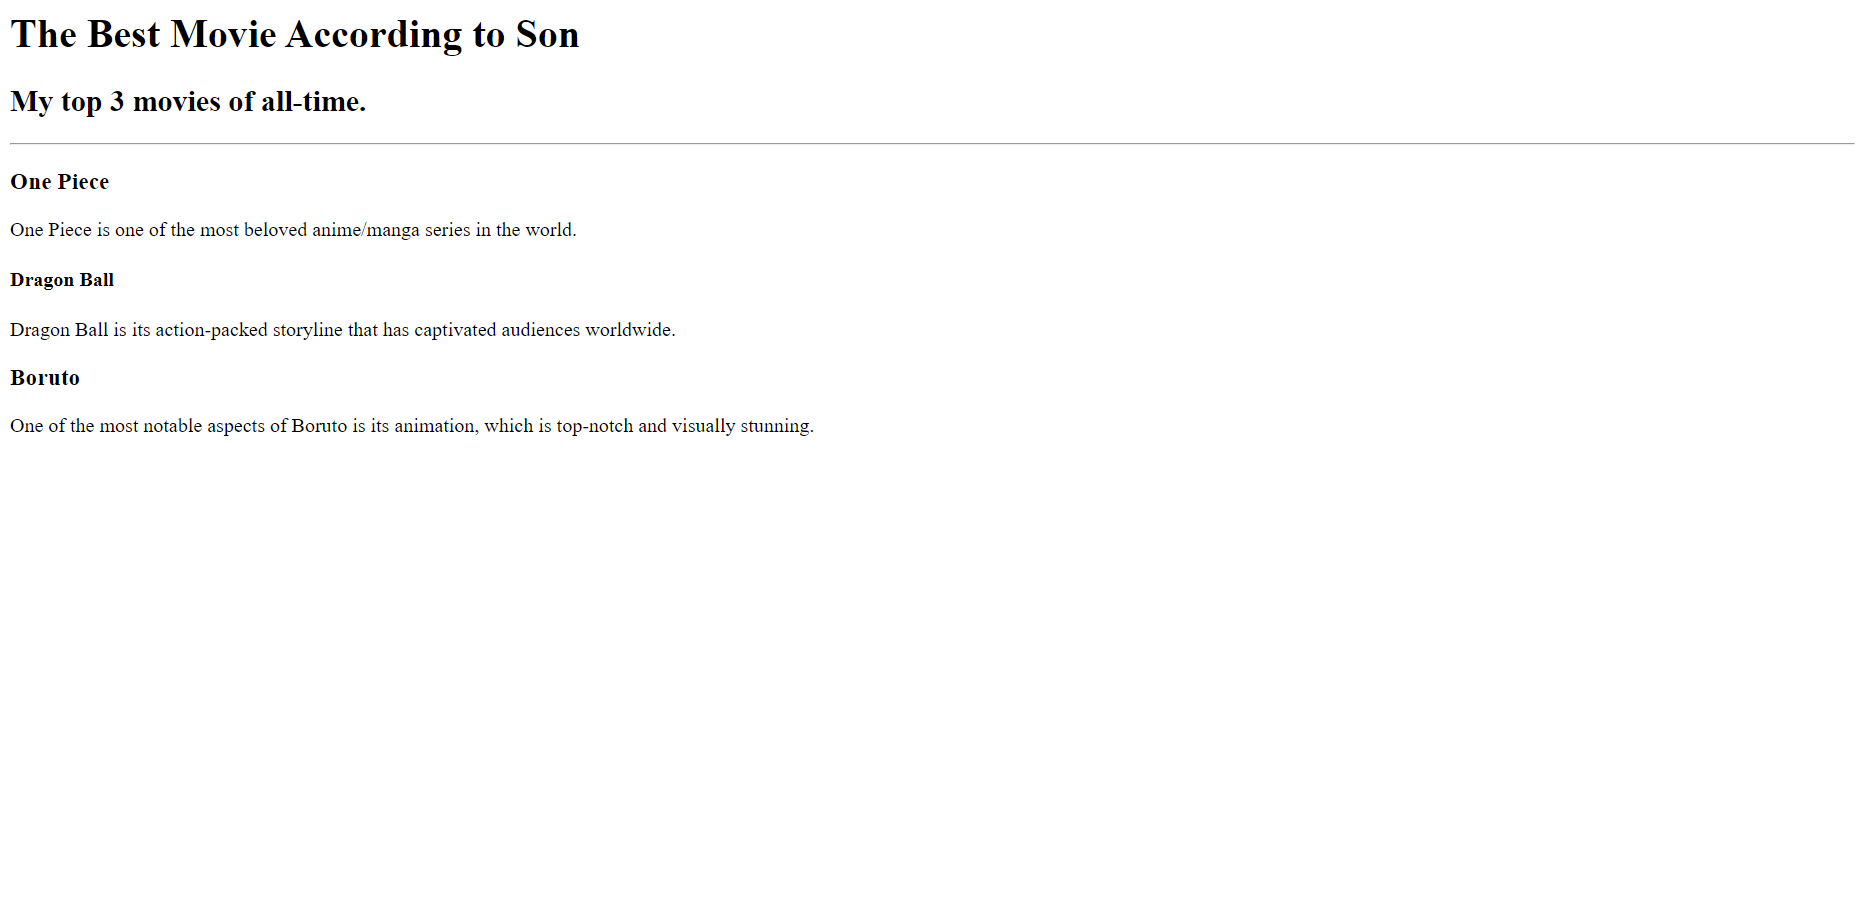 The Best Movie According to Son
My top 3 movies of all-time.
One Piece
One Piece is one of the most beloved anime/manga series in the world.
Dragon Ball
Dragon Ball is its action-packed storyline that has captivated audiences worldwide.
Boruto
One of the most notable aspects of Boruto is its animation, which is top-notch and visually stunning.